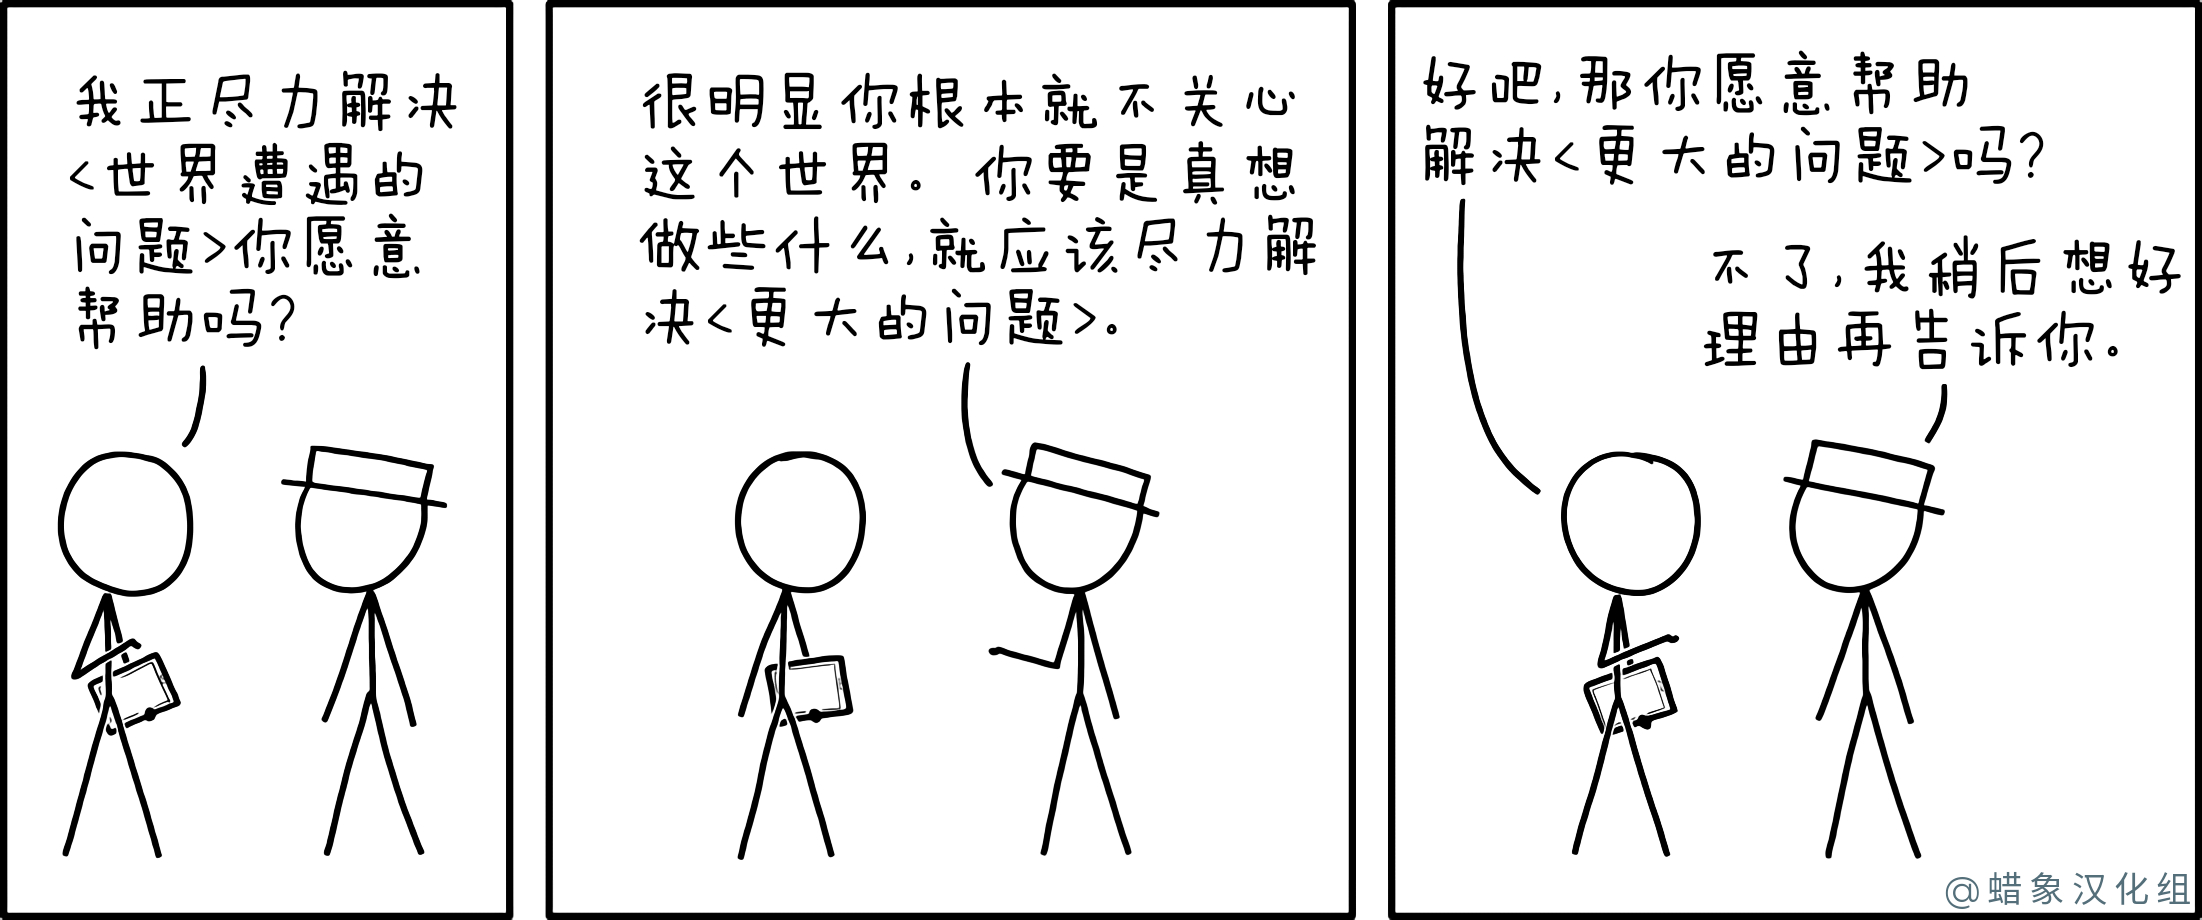 我正尽力解决
<世界遭遇的
问题>你愿意
帮助吗?
很明显你根本就不关心
这个世界。你要是真想
做些什么,就应该尽力解
决<更大的问题>。
好吧,那你愿意帮助
解决<更大的问题>吗?
不了,我稍后想好
理由再告诉你。
@蜡象汉化组